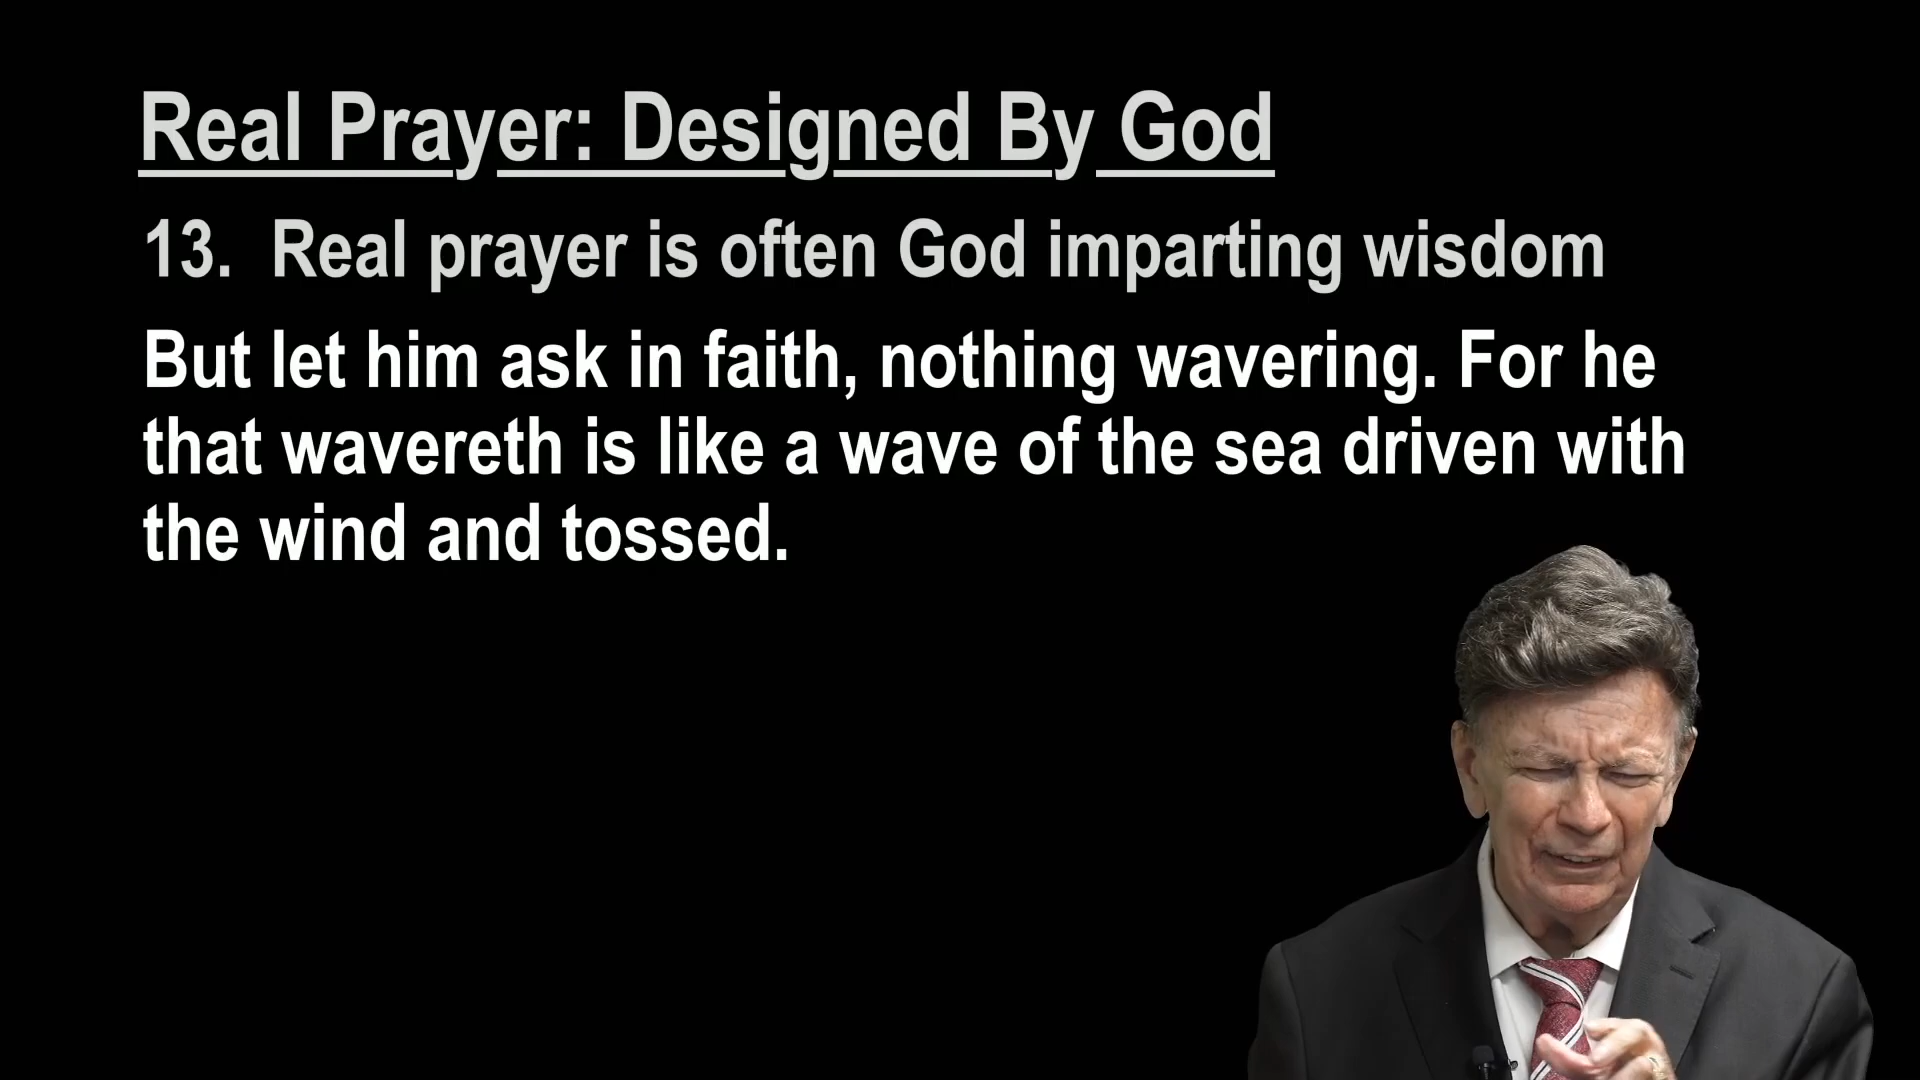 Real Prayer: Designed By God
13. Real prayer is often God imparting wisdom
But let him ask in faith, nothing wavering. For he
that wavereth is like a wave of the sea driven with
the wind and tossed.